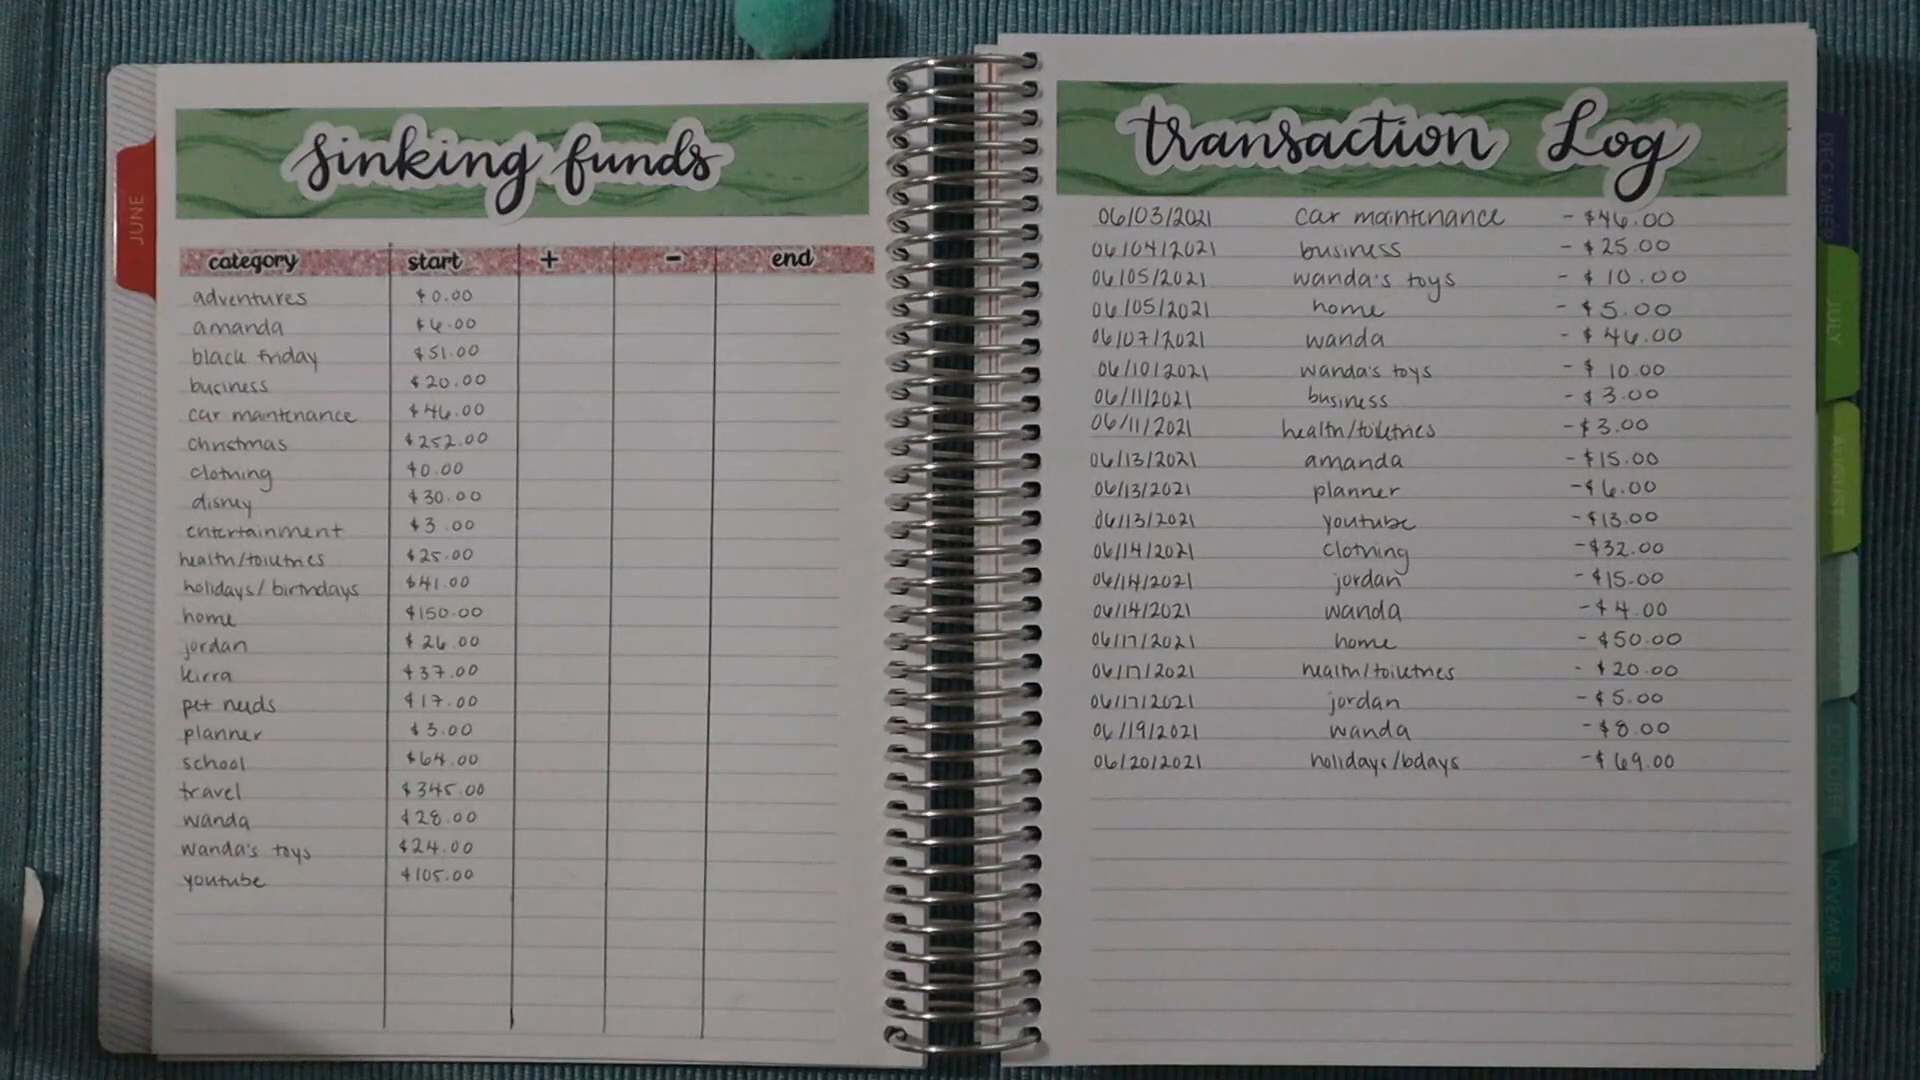 sinking funds
category start + - end
adventures $0.00
amanda $6.00
black friday $51.00
business $20.00
car maintenance $46.00
christmas $252.00
clothing $0.00
disney $30.00
entertainment $3.00
health/toiletries $25.00
holidays/birthdays $41.00
home $150.00
jordan $26.00
kirra $37.00
pet needs $17.00
planner $3.00
school $64.00
travel $345.00
wanda $28.00
wanda's toys $24.00
youtube $105.00
JUNE
transaction Log
06/03/2021 car maintenance - $46.00
06/04/2021 business - $25.00
06/05/2021 wanda's toys - $10.00
06/05/2021 home - $5.00
06/07/2021 wanda - $46.00
06/10/2021 wanda's toys - $10.00
06/11/2021 business - $3.00
06/11/2021 health/toiletries - $3.00
06/13/2021 amanda - $15.00
06/13/2021 planner - $6.00
06/13/2021 youtube - $13.00
06/14/2021 clothing - $32.00
06/14/2021 jordan - $15.00
06/14/2021 wanda - $4.00
06/17/2021 home - $50.00
06/17/2021 health/toiletries - $20.00
06/17/2021 jordan - $5.00
06/19/2021 wanda - $8.00
06/20/2021 holidays/bdays - $69.00
DECEMBER
JULY
AUGUST
OCTOBER
NOVEMBER